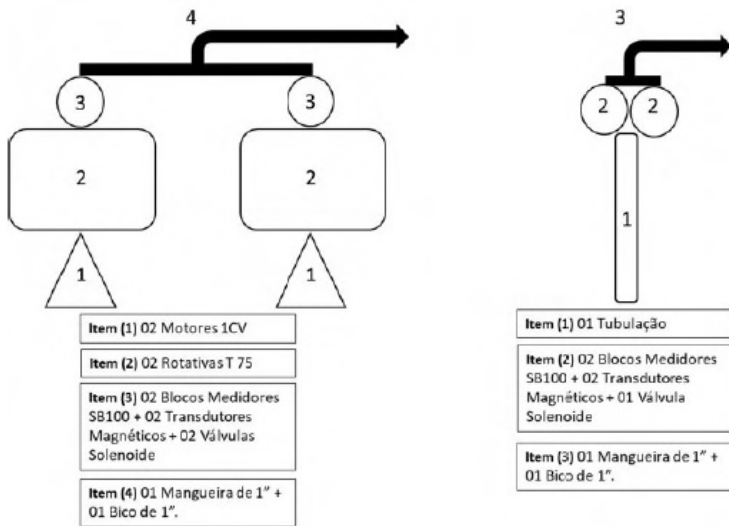 4
3
3
2
2
1
1
Item (1) 02 Motores 1CV
Item (2) 02 Rotativas T 75
Item (3) 02 Blocos Medidores
SB100 + 02 Transdutores
Magnéticos + 02 Válvulas
Solenoide
Item (4) 01 Mangueira de 1” +
01 Bico de 1”.
3
2
2
1
Item (1) 01 Tubulação
Item (2) 02 Blocos Medidores
SB100 + 02 Transdutores
Magnéticos + 01 Válvula
Solenoide
Item (3) 01 Mangueira de 1” +
01 Bico de 1”.